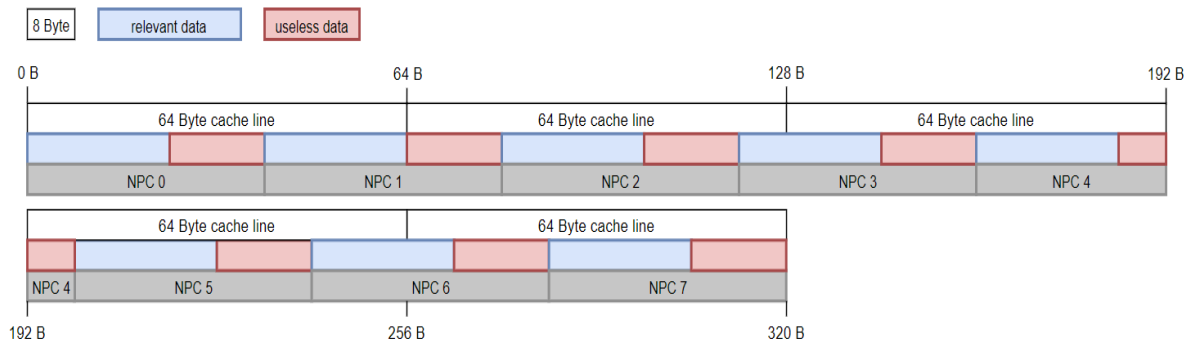 8 Byte relevant data useless data
0 B 64 B 128 B 192 B
64 Byte cache line 64 Byte cache line 64 Byte cache line
NPC 0 NPC 1 NPC 2 NPC 3 NPC 4
64 Byte cache line 64 Byte cache line
NPC 4 NPC 5 NPC 6 NPC 7
192 B 256 B 320 B